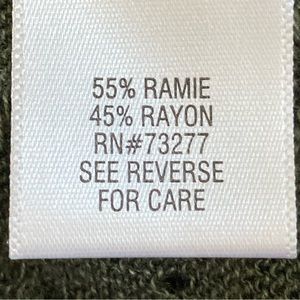 55% RAMIE
45% RAYON
RN#73277
SEE REVERSE
FOR CARE